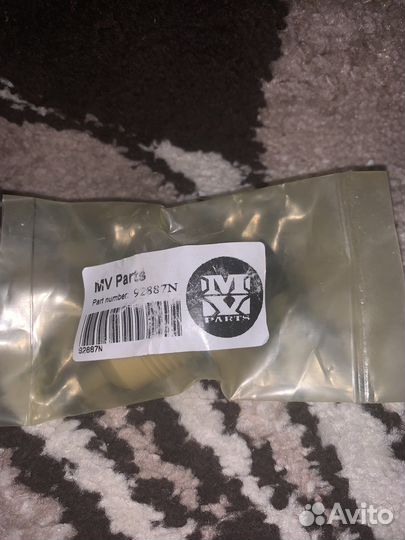 MV Parts
Part number: 92887N
92887N
MV
PARTS
Avito